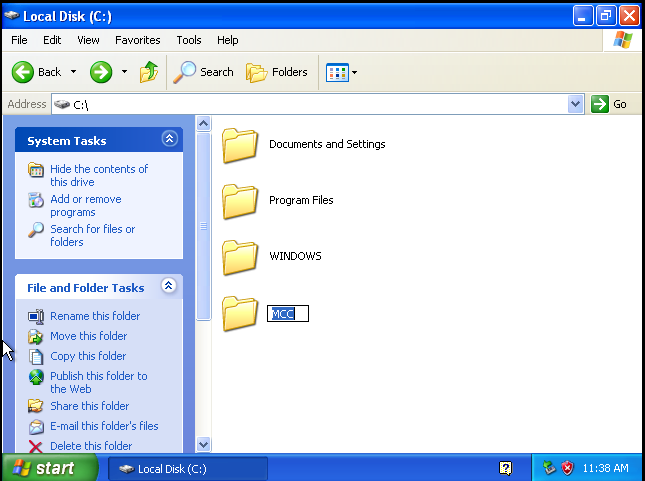 Local Disk (C:)
File Edit View Favorites Tools Help
Back Search Folders
Address C:\ Go
System Tasks
Hide the contents of
this drive
Add or remove
programs
Search for files or
folders
File and Folder Tasks
Rename this folder
Move this folder
Copy this folder
Publish this folder to
the Web
Share this folder
E-mail this folder's files
Delete this folder
Documents and Settings
Program Files
WINDOWS
MCC
start Local Disk (C:) ? 11:38 AM